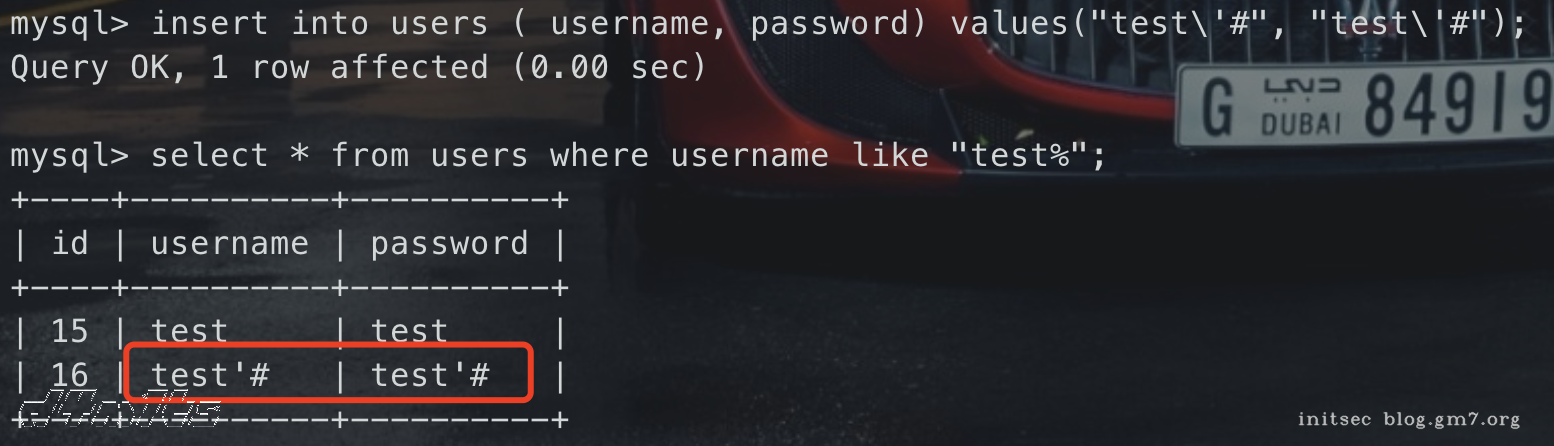 mysql> insert into users ( username, password) values("test\'#", "test\'#");
Query OK, 1 row affected (0.00 sec)
G دبي DUBAI 84919
mysql> select * from users where username like "test%";
+----+----------+----------+
| id | username | password |
+----+----------+----------+
| 15 | test     | test     |
| 16 | test'#   | test'#   |
+----+----------+----------+
initsec blog.gm7.org